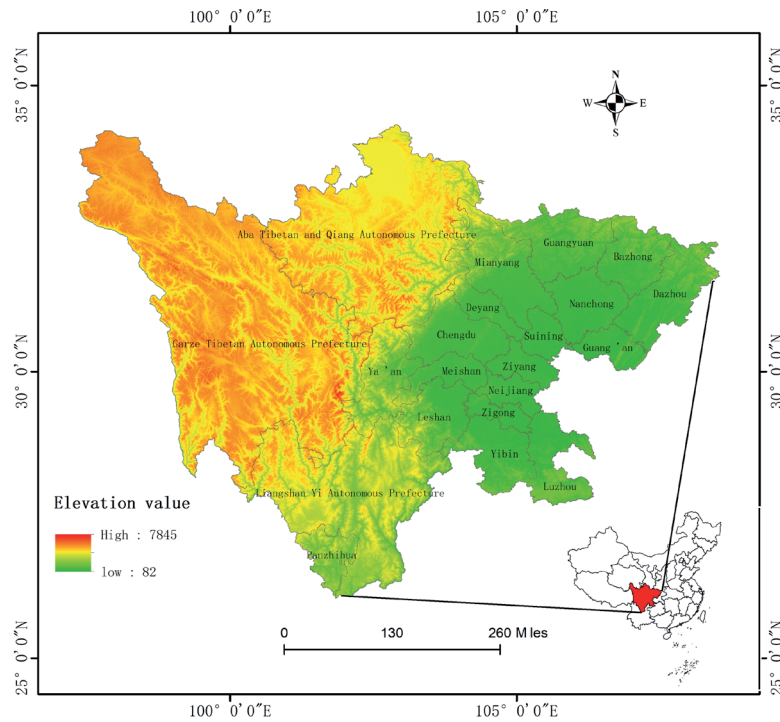 100° 0'0"E
105° 0'0"E
35° 0'0"N
35° 0'0"N
N
W
E
S
Aba Tibetan and Qiang Autonomous Prefecture
Guangyuan
Bazhong
Mianyang
Dazhou
Nanchong
Deyang
Chengdu
Suining
Garze Tibetan Autonomous Prefecture
Guang 'an
30° 0'0"N
30° 0'0"N
Ya 'an
Meishan
Ziyang
Neijiang
Leshan
Zigong
Yibin
Liangshan Yi Autonomous Prefecture
Luzhou
Elevation value
High : 7845
low : 82
Panzhihua
0
130
260 Miles
25° 0'0"N
25° 0'0"N
100° 0'0"E
105° 0'0"E